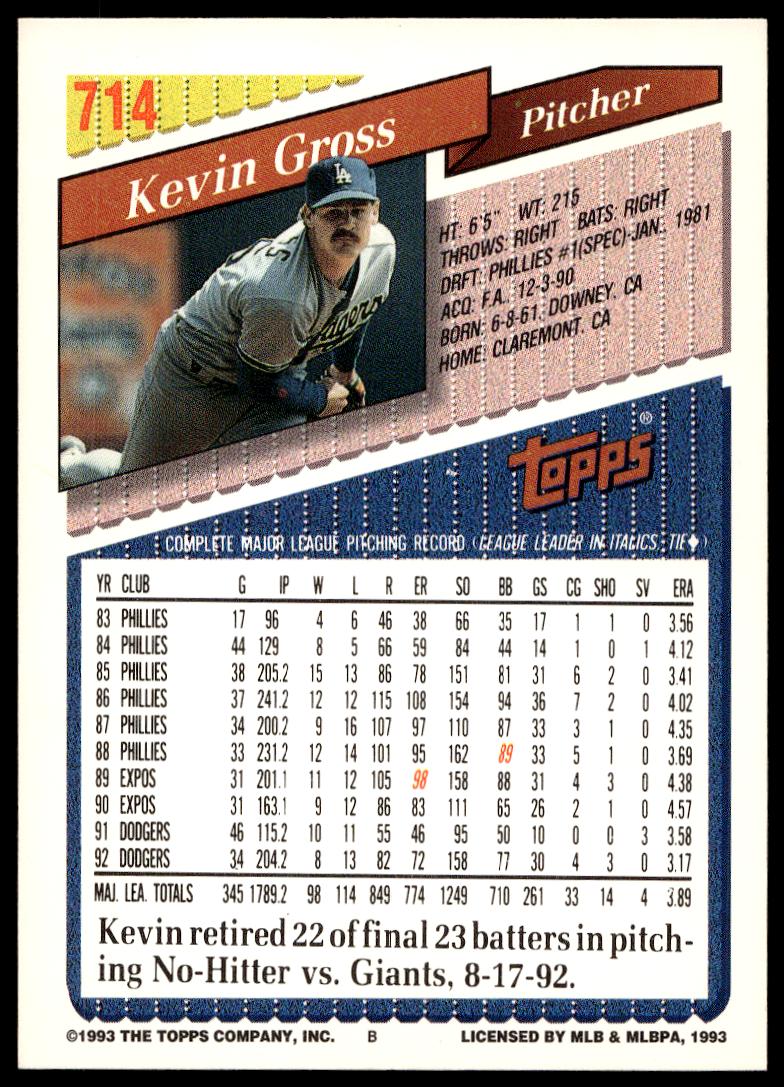 714
Kevin Gross
Pitcher
LA
HT: 6'5" WT: 215
THROWS: RIGHT BATS: RIGHT
DRFT: PHILLIES #1(SPEC)-JAN., 1981
ACQ: F.A., 12-3-90
BORN: 6-8-61, DOWNEY, CA
HOME: CLAREMONT, CA
Topps®
COMPLETE MAJOR LEAGUE PITCHING RECORD (LEAGUE LEADER IN ITALICS, TIE♦)
YR CLUB G IP W L R ER SO BB GS CG SHO SV ERA
83 PHILLIES 17 96 4 6 46 38 66 35 17 1 1 0 3.56
84 PHILLIES 44 129 8 5 66 59 84 44 14 1 0 1 4.12
85 PHILLIES 38 205.2 15 13 86 78 151 81 31 6 2 0 3.41
86 PHILLIES 37 241.2 12 12 115 108 154 94 36 7 2 0 4.02
87 PHILLIES 34 200.2 9 16 107 97 110 87 33 3 1 0 4.35
88 PHILLIES 33 231.2 12 14 101 95 162 89 33 5 1 0 3.69
89 EXPOS 31 201.1 11 12 105 98 158 88 31 4 3 0 4.38
90 EXPOS 31 163.1 9 12 86 83 111 65 26 2 1 0 4.57
91 DODGERS 46 115.2 10 11 55 46 95 50 10 0 0 3 3.58
92 DODGERS 34 204.2 8 13 82 72 158 77 30 4 3 0 3.17
MAJ. LEA. TOTALS 345 1789.2 98 114 849 774 1249 710 261 33 14 4 3.89
Kevin retired 22 of final 23 batters in pitch-
ing No-Hitter vs. Giants, 8-17-92.
©1993 THE TOPPS COMPANY, INC. B LICENSED BY MLB & MLBPA, 1993